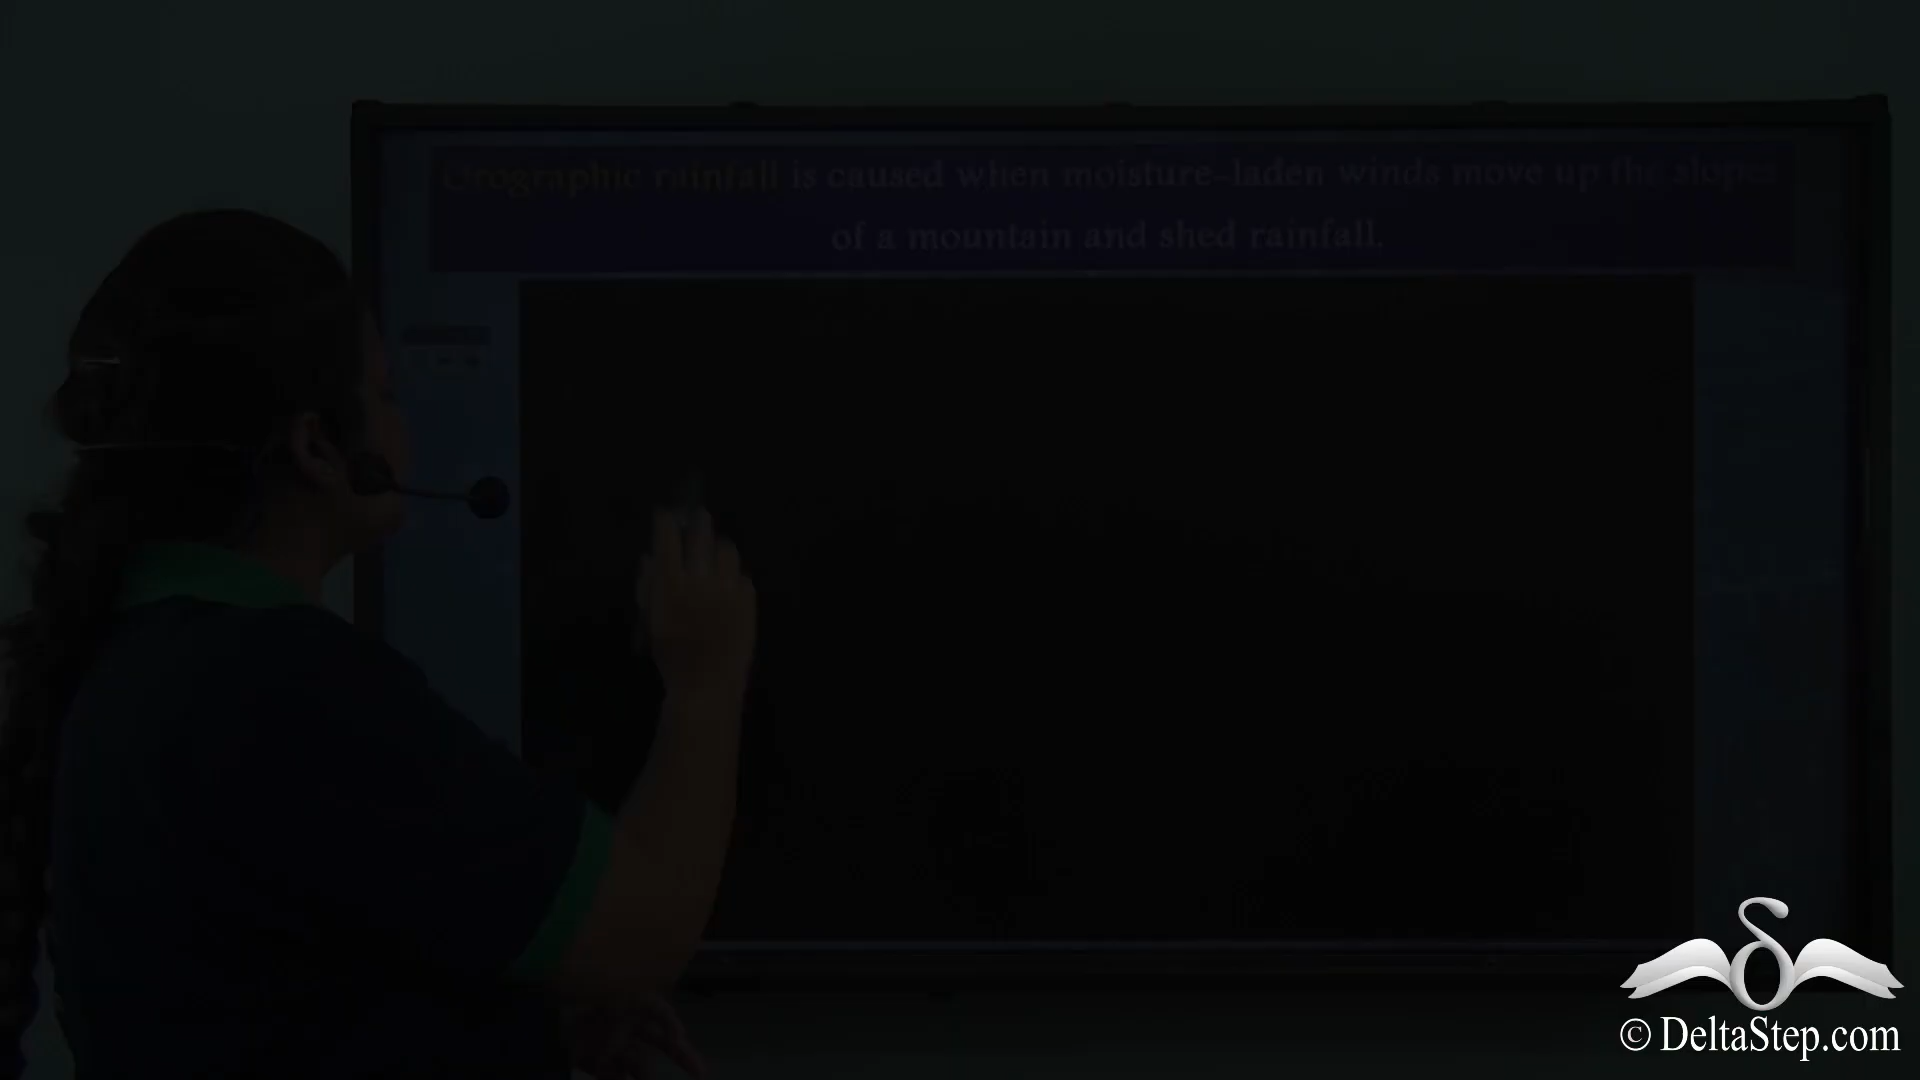 Orographic rainfall is caused when moisture-laden winds move up the slopes
of a mountain and shed rainfall.
© DeltaStep.com